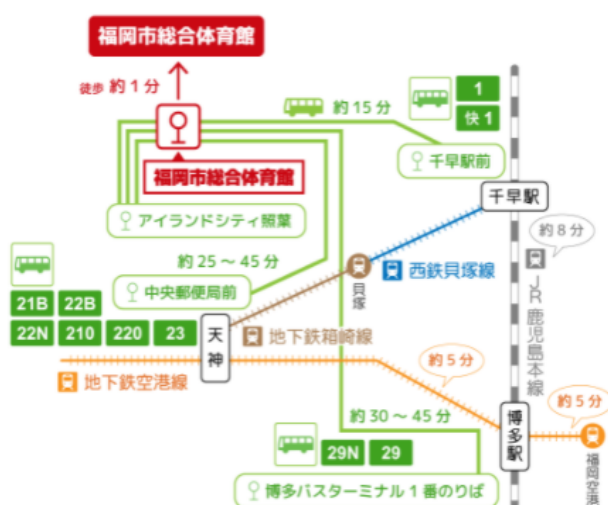 福岡市総合体育館
徒歩 約1分
約15分
1
快1
福岡市総合体育館
千早駅前
千早駅
アイランドシティ照葉
約8分
約25～45分
西鉄貝塚線
貝塚
JR鹿児島本線
中央郵便局前
21B 22B
22N 210 220 23
天神
地下鉄箱崎線
地下鉄空港線
約5分
約5分
約30～45分
博多駅
福岡空港
29N 29
博多バスターミナル1番のりば